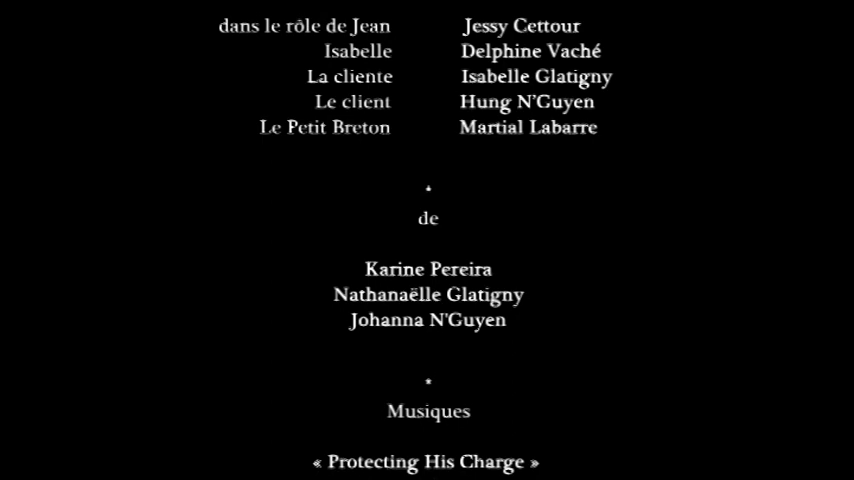 dans le rôle de Jean Jessy Cettour
Isabelle Delphine Vaché
La cliente Isabelle Glatigny
Le client Hung N'Guyen
Le Petit Breton Martial Labarre
*
de
Karine Pereira
Nathanaëlle Glatigny
Johanna N'Guyen
*
Musiques
« Protecting His Charge »